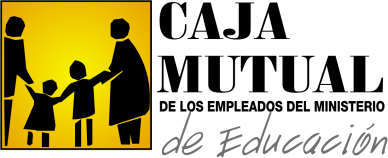 CAJA
MUTUAL
DE LOS EMPLEADOS DEL MINISTERIO
de Educación